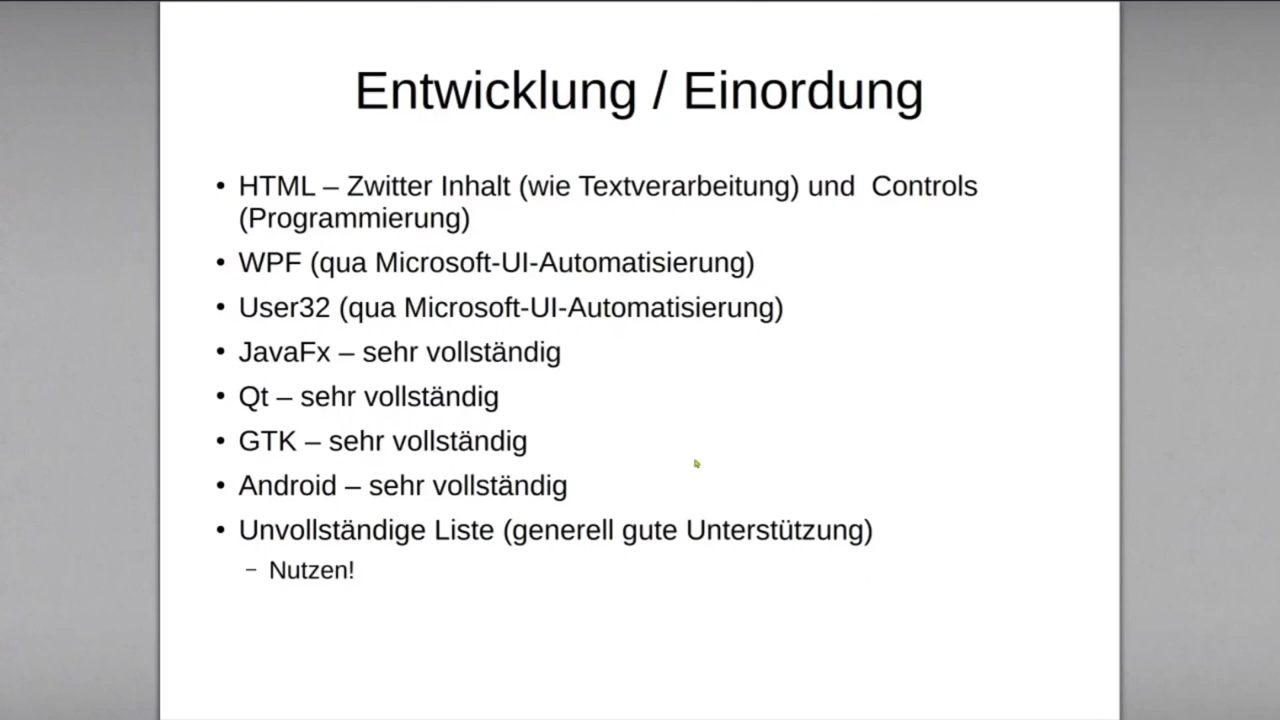 Entwicklung / Einordung
• HTML – Zwitter Inhalt (wie Textverarbeitung) und  Controls
(Programmierung)
• WPF (qua Microsoft-UI-Automatisierung)
• User32 (qua Microsoft-UI-Automatisierung)
• JavaFx – sehr vollständig
• Qt – sehr vollständig
• GTK – sehr vollständig
• Android – sehr vollständig
• Unvollständige Liste (generell gute Unterstützung)
– Nutzen!